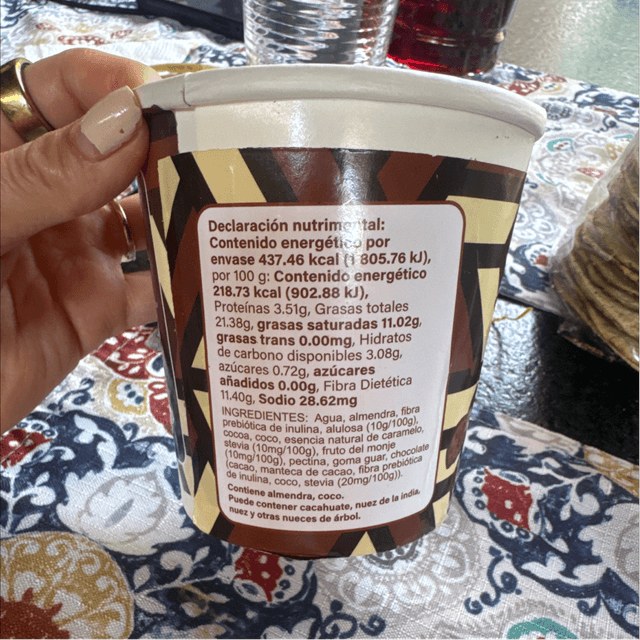 Declaración nutrimental:
Contenido energético por
envase 437.46 kcal (1 805.76 kJ),
por 100 g: Contenido energético
218.73 kcal (902.88 kJ),
Proteínas 3.51g, Grasas totales
21.38g, grasas saturadas 11.02g,
grasas trans 0.00mg, Hidratos
de carbono disponibles 3.08g,
azúcares 0.72g, azúcares
añadidos 0.00g, Fibra Dietética
11.40g, Sodio 28.62mg
INGREDIENTES: Agua, almendra, fibra
prebiótica de inulina, alulosa (10g/100g),
cocoa, coco, esencia natural de caramelo,
stevia (10mg/100g), fruto del monje
(10mg/100g), pectina, goma guar, chocolate
(cacao, manteca de cacao, fibra prebiótica
de inulina, coco, stevia (20mg/100g)).
Contiene almendra, coco.
Puede contener cacahuate, nuez de la india,
nuez y otras nueces de árbol.